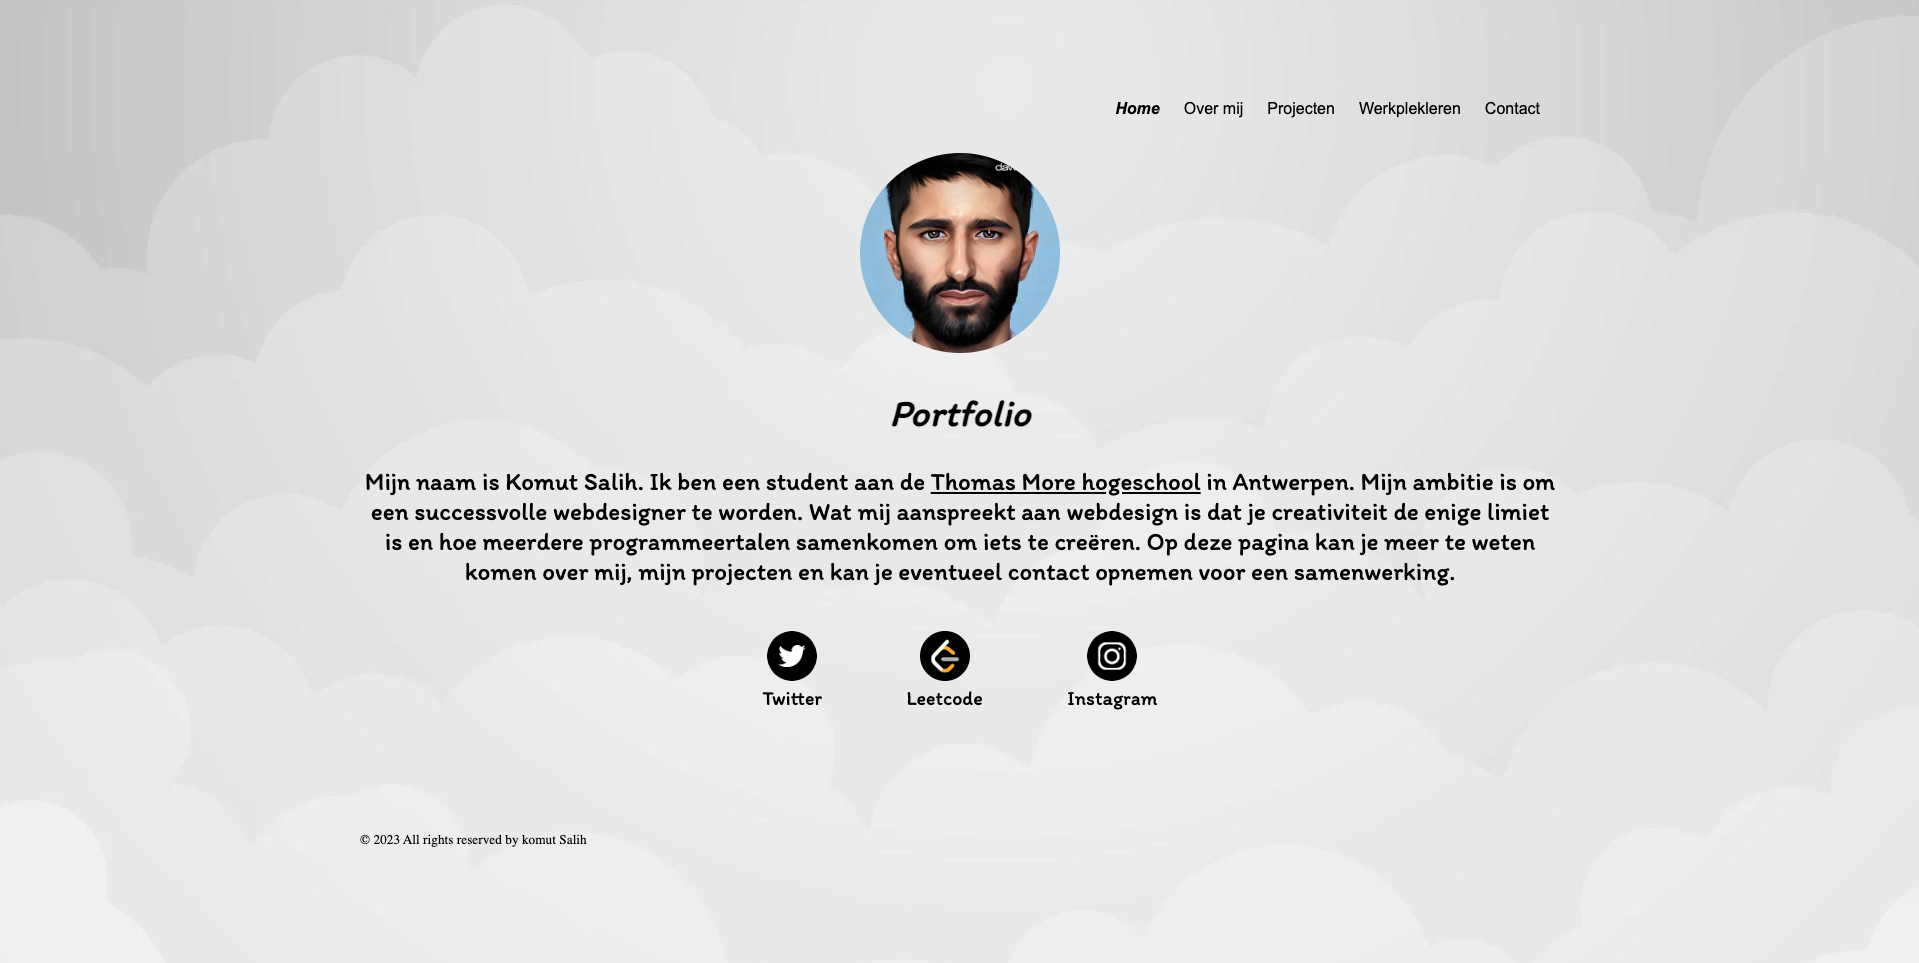 Home Over mij Projecten Werkplekleren Contact
Portfolio
Mijn naam is Komut Salih. Ik ben een student aan de Thomas More hogeschool in Antwerpen. Mijn ambitie is om
een successvolle webdesigner te worden. Wat mij aanspreekt aan webdesign is dat je creativiteit de enige limiet
is en hoe meerdere programmeertalen samenkomen om iets te creëren. Op deze pagina kan je meer te weten
komen over mij, mijn projecten en kan je eventueel contact opnemen voor een samenwerking.
Twitter Leetcode Instagram
© 2023 All rights reserved by komut Salih